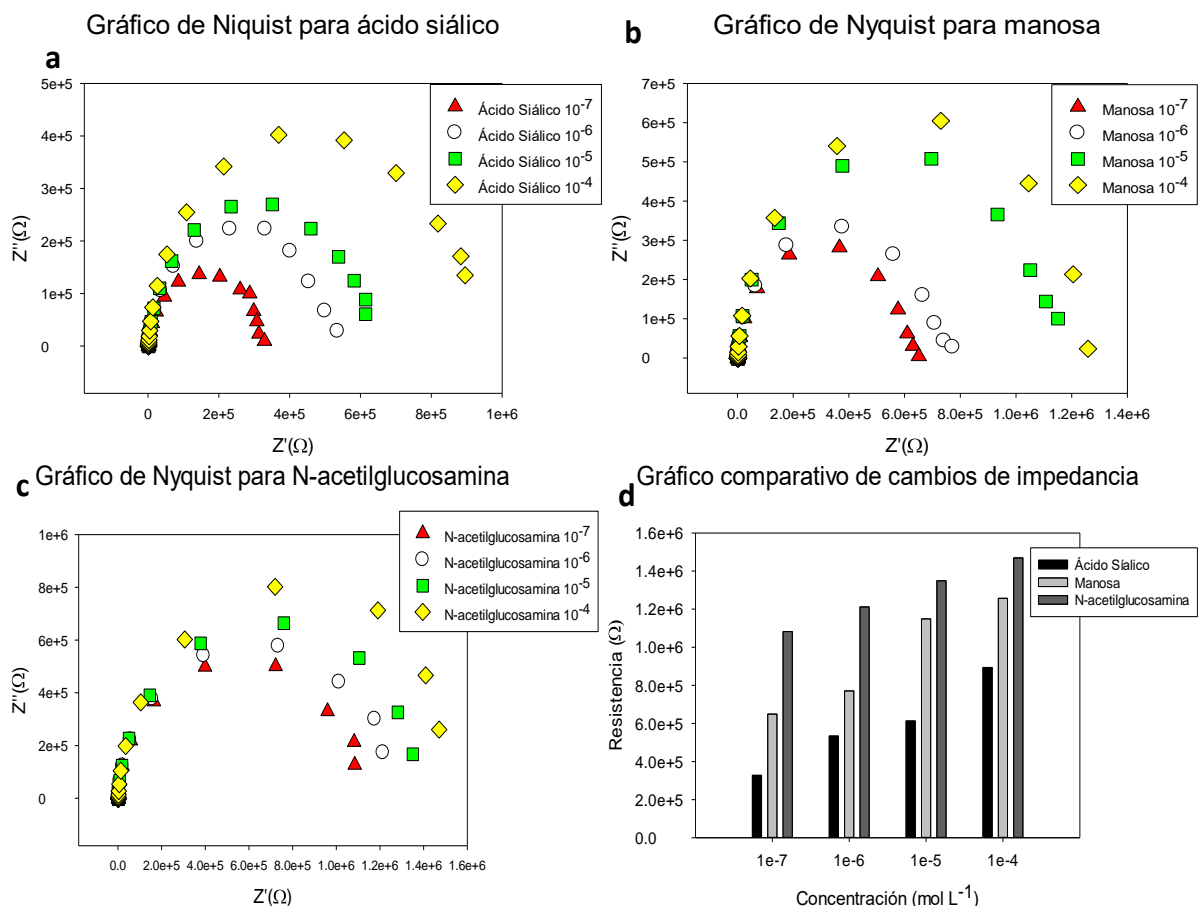 Gráfico de Niquist para ácido siálico
a
5e+5
4e+5
3e+5
2e+5
1e+5
0
Z''(Ω)
0 2e+5 4e+5 6e+5 8e+5 1e+6
Z'(Ω)
Ácido Siálico 10-7
Ácido Siálico 10-6
Ácido Siálico 10-5
Ácido Siálico 10-4
Gráfico de Nyquist para manosa
b
7e+5
6e+5
5e+5
4e+5
3e+5
2e+5
1e+5
0
Z''(Ω)
0.0 2.0e+5 4.0e+5 6.0e+5 8.0e+5 1.0e+6 1.2e+6 1.4e+6
Z'(Ω)
Manosa 10-7
Manosa 10-6
Manosa 10-5
Manosa 10-4
c Gráfico de Nyquist para N-acetilglucosamina
1e+6
8e+5
6e+5
4e+5
2e+5
0
Z''(Ω)
0.0 2.0e+5 4.0e+5 6.0e+5 8.0e+5 1.0e+6 1.2e+6 1.4e+6 1.6e+6
Z'(Ω)
N-acetilglucosamina 10-7
N-acetilglucosamina 10-6
N-acetilglucosamina 10-5
N-acetilglucosamina 10-4
Gráfico comparativo de cambios de impedancia
d
1.6e+6
1.4e+6
1.2e+6
1.0e+6
8.0e+5
6.0e+5
4.0e+5
2.0e+5
0.0
Resistencia (Ω)
1e-7 1e-6 1e-5 1e-4
Concentración (mol L-1)
Ácido Síalico
Manosa
N-acetilglucosamina